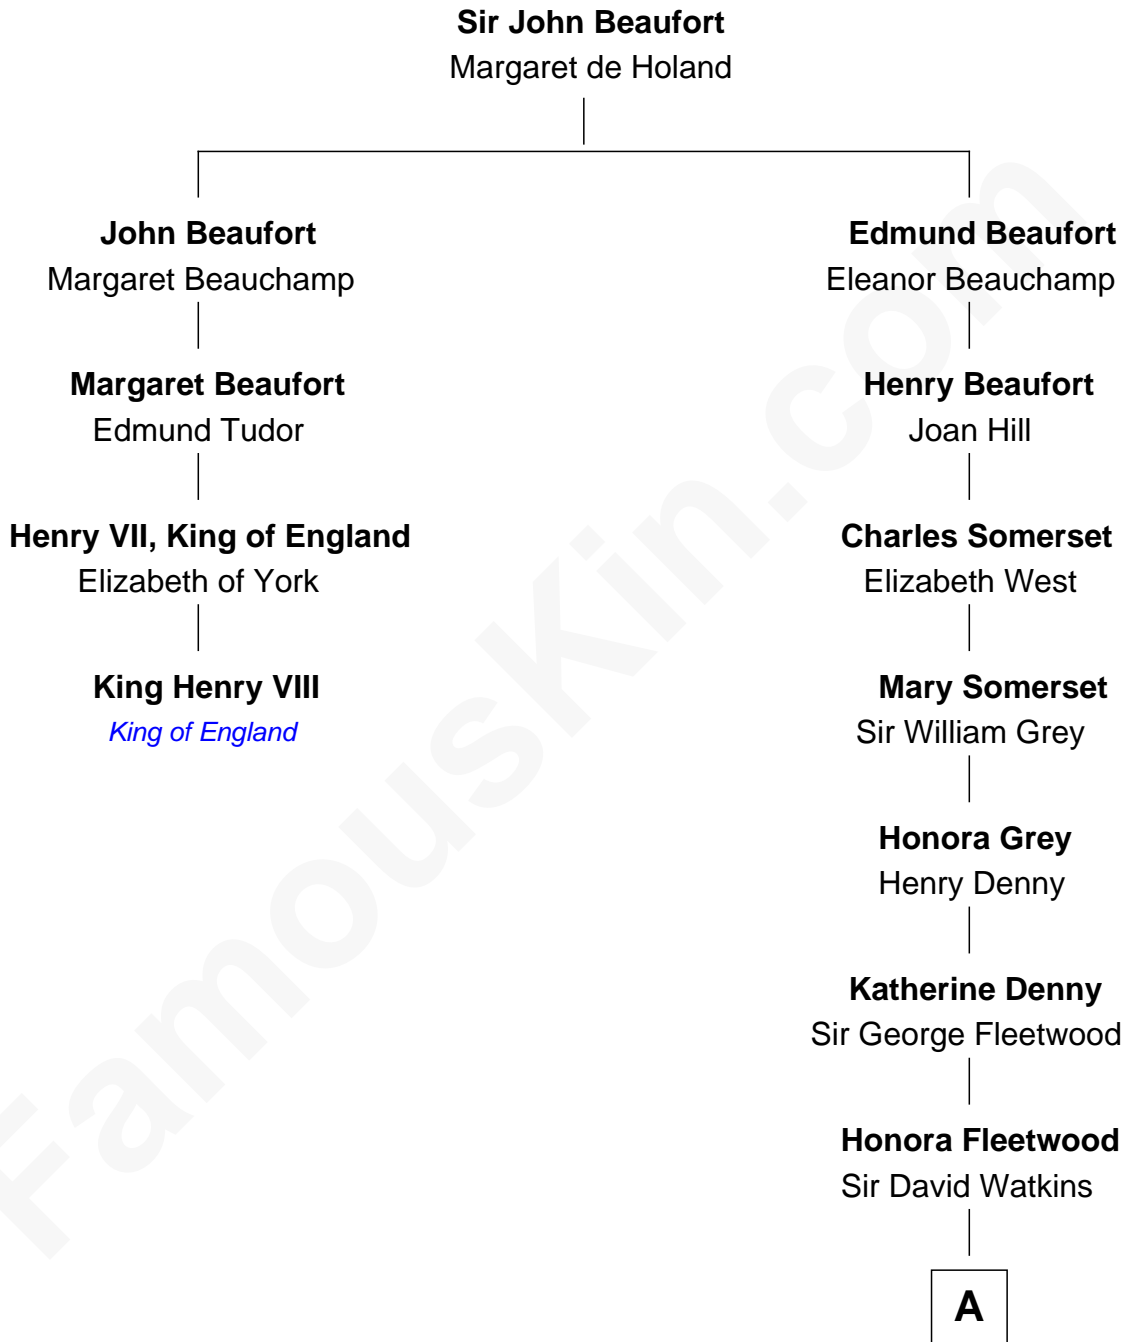 Sir John Beaufort
Margaret de Holand
John Beaufort
Margaret Beauchamp
Margaret Beaufort
Edmund Tudor
Henry VII, King of England
Elizabeth of York
King Henry VIII
King of England
Edmund Beaufort
Eleanor Beauchamp
Henry Beaufort
Joan Hill
Charles Somerset
Elizabeth West
Mary Somerset
Sir William Grey
Honora Grey
Henry Denny
Katherine Denny
Sir George Fleetwood
Honora Fleetwood
Sir David Watkins
A
FamousKin.com